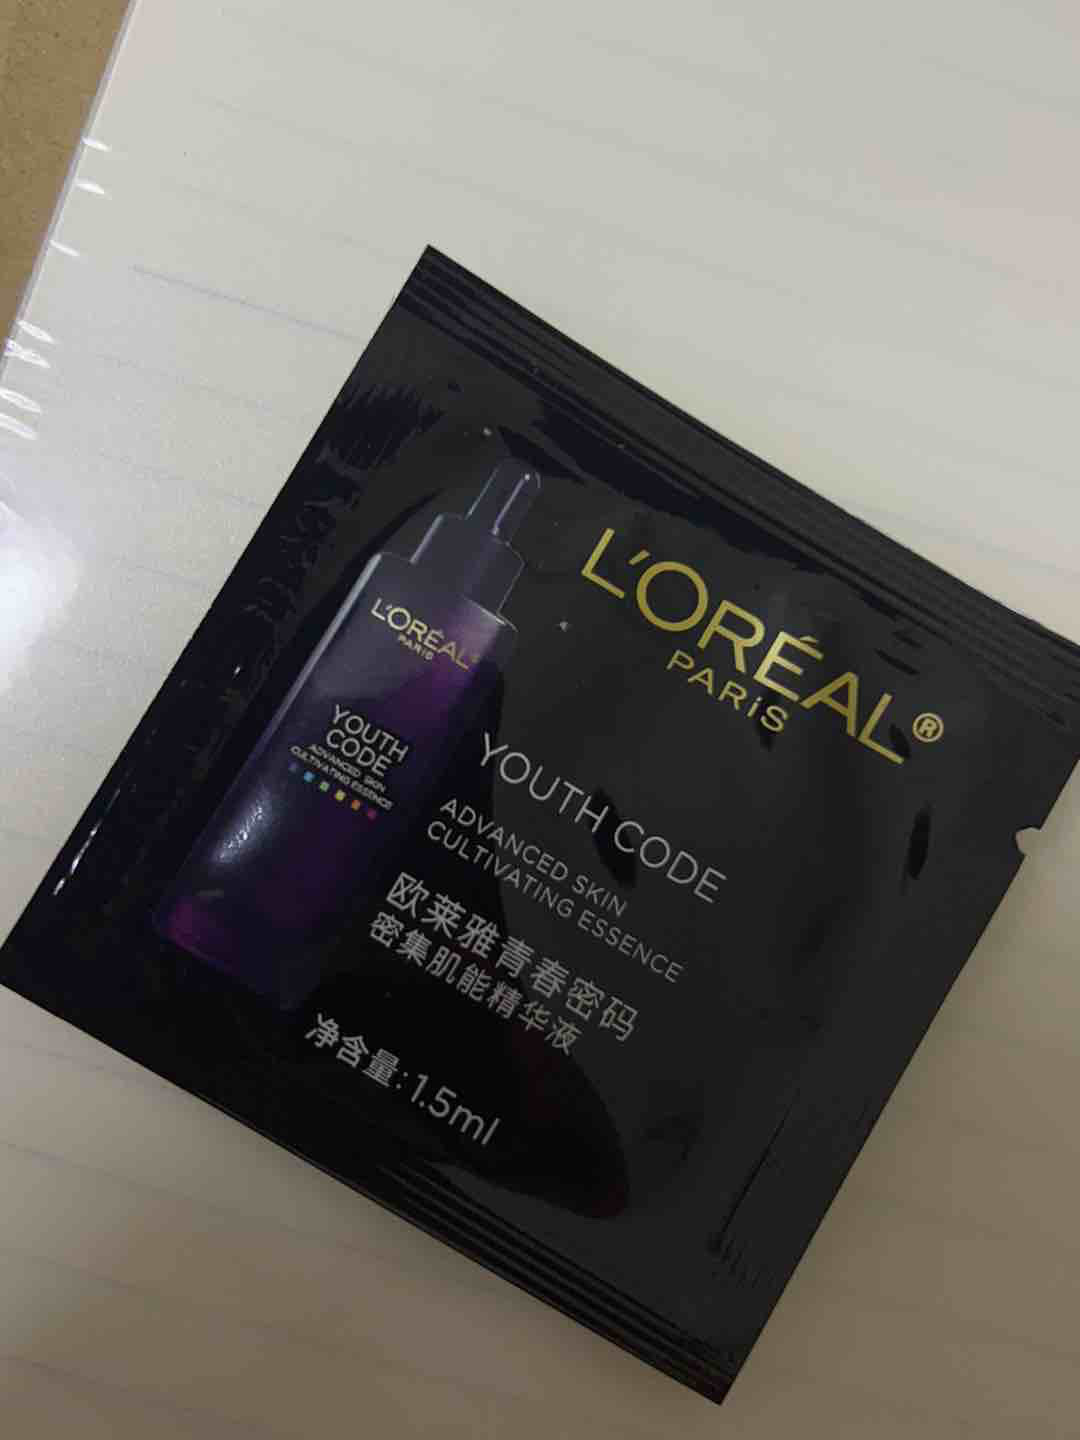 L'ORÉAL®
PARiS
YOUTH CODE
ADVANCED SKIN
CULTIVATING ESSENCE
欧莱雅青春密码
密集肌能精华液
净含量:1.5ml
L'ORÉAL
PARiS
YOUTH
CODE
ADVANCED SKIN
CULTIVATING ESSENCE